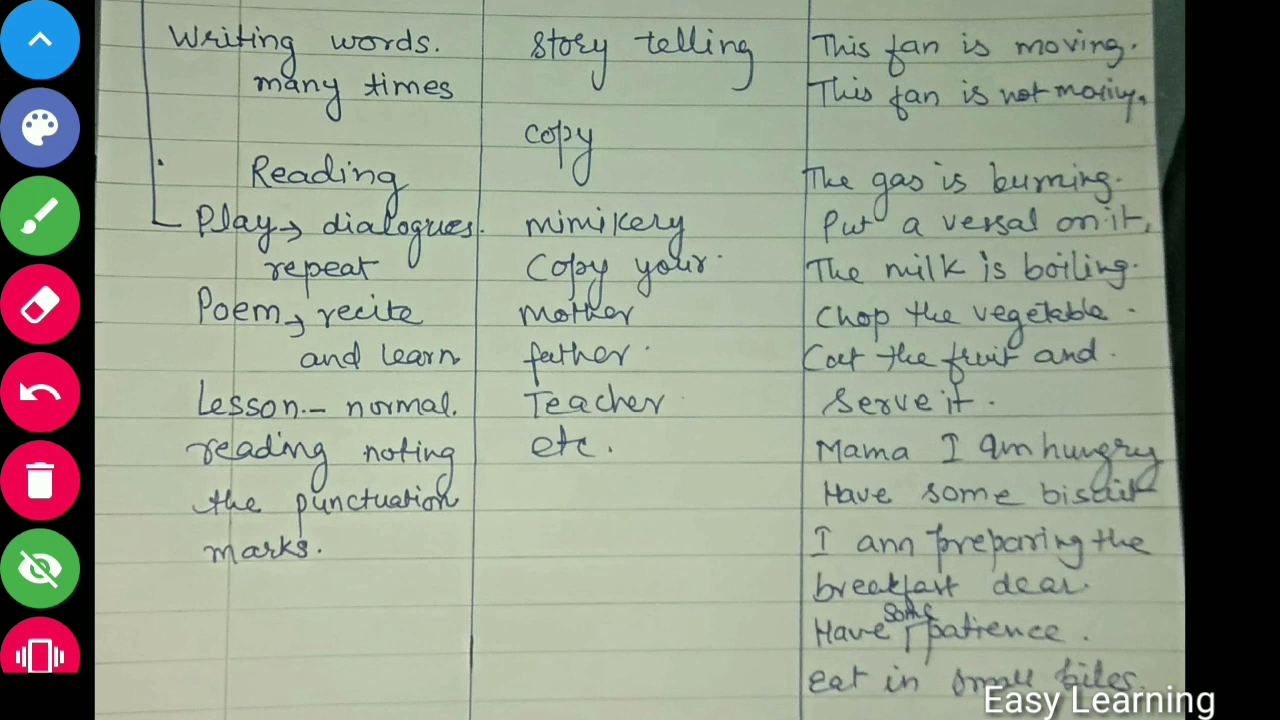 Writing words.
many times
Reading
Play → dialogues.
repeat
Poem → recite
and learn
Lesson.- normal.
reading noting
the punctuation
marks.
Story telling
copy
mimikery
Copy your
mother
father.
Teacher
etc.
This fan is moving.
This fan is not moving.
The gas is burning.
Put a versal on it.
The milk is boiling.
Chop the vegetable.
Cut the fruit and.
serve it.
Mama I am hungry
Have some biscuit
I am preparing the
breakfast dear.
Have some patience.
eat in small bites.
Easy Learning